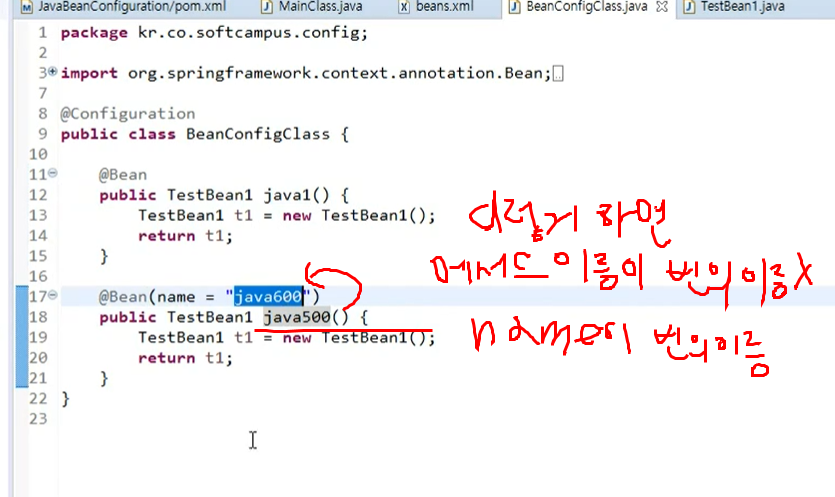 JavaBeanConfiguration/pom.xml MainClass.java beans.xml BeanConfigClass.java TestBean1.java
1 package kr.co.softcampus.config;
2
3 import org.springframework.context.annotation.Bean;
7
8 @Configuration
9 public class BeanConfigClass {
10
11 @Bean
12 public TestBean1 java1() {
13 TestBean1 t1 = new TestBean1();
14 return t1;
15 }
16
17 @Bean(name = "java600")
18 public TestBean1 java500() {
19 TestBean1 t1 = new TestBean1();
20 return t1;
21 }
22 }
23
이렇게 하면
메서드 이름이 빈의 이름X
name이 빈의 이름